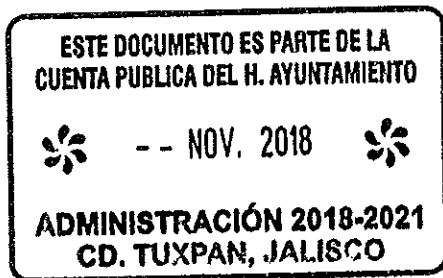 ESTE DOCUMENTO ES PARTE DE LA
CUENTA PUBLICA DEL H. AYUNTAMIENTO
-- NOV. 2018
ADMINISTRACIÓN 2018-2021
CD. TUXPAN, JALISCO